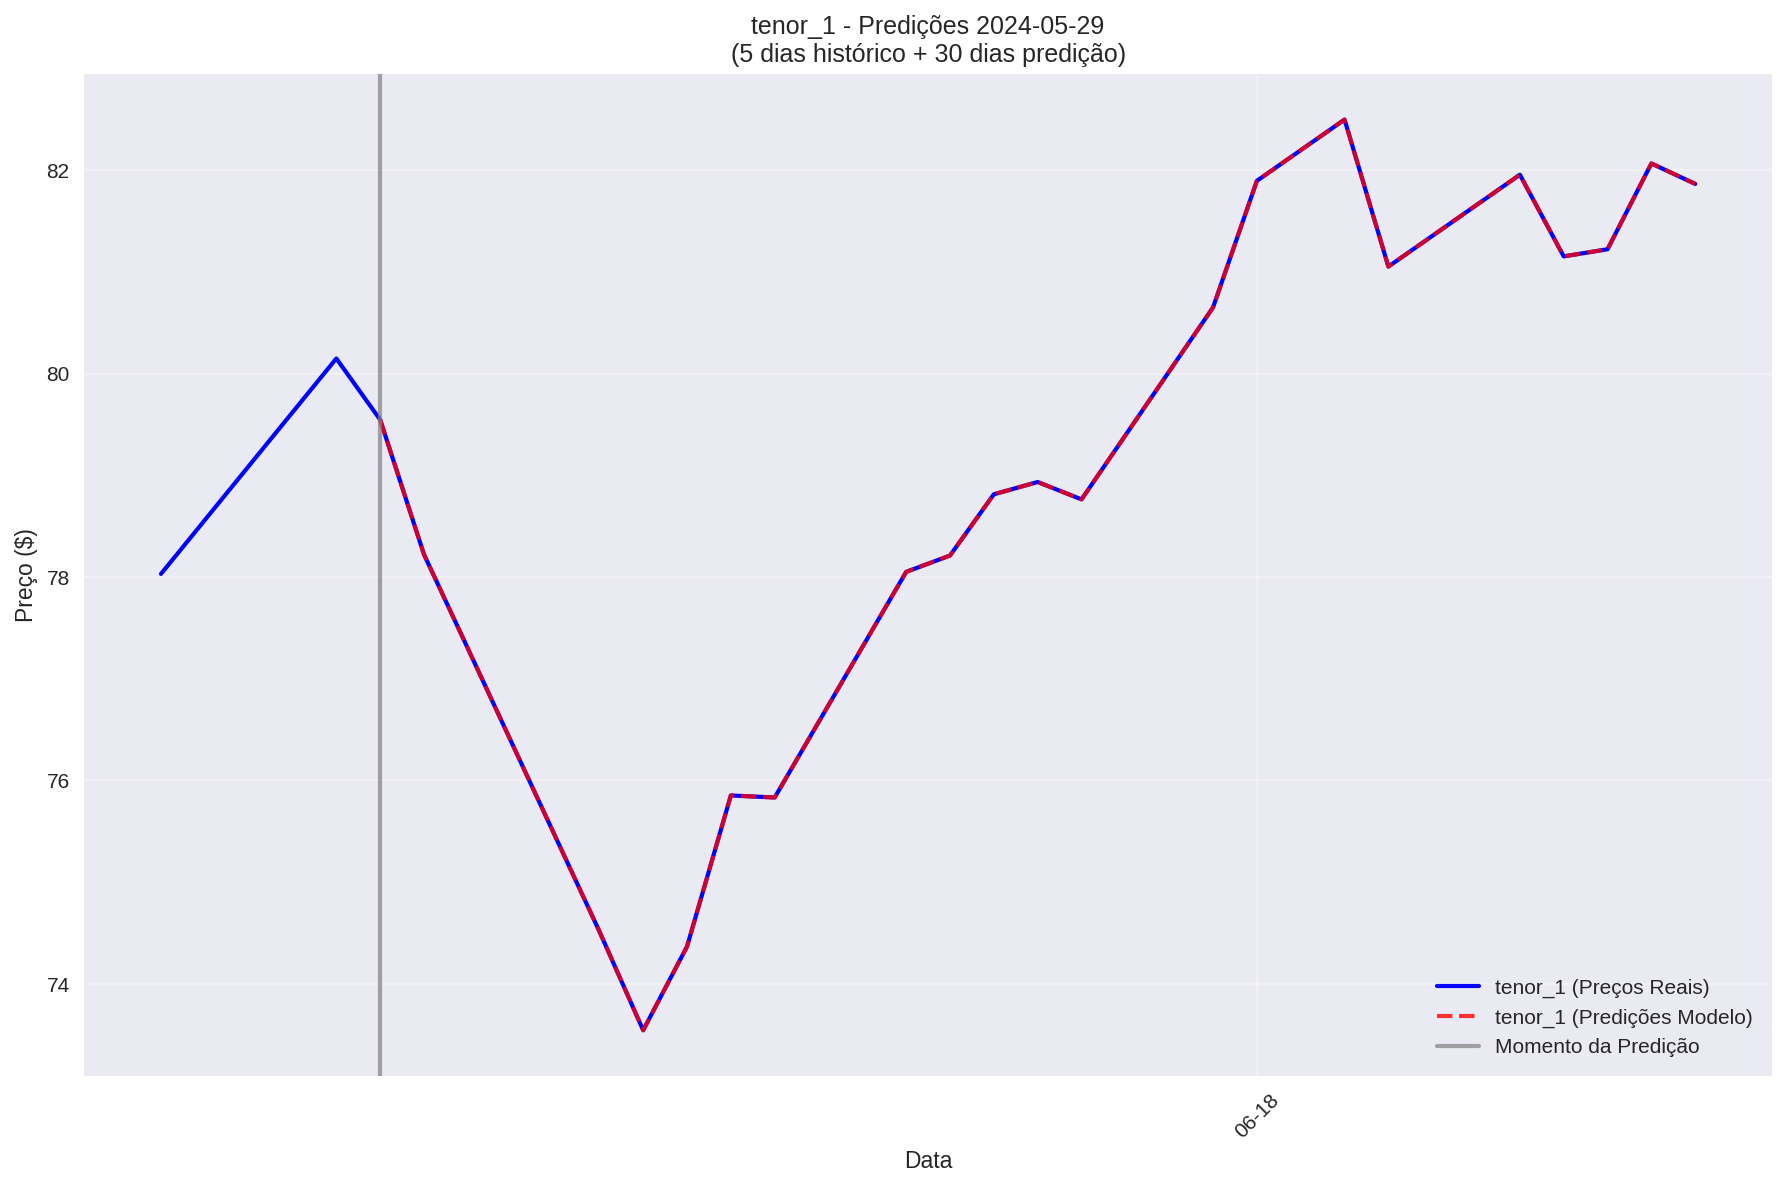 tenor_1 - Predições 2024-05-29
(5 dias histórico + 30 dias predição)
Preço ($)
82
80
78
76
74
tenor_1 (Preços Reais)
tenor_1 (Predições Modelo)
Momento da Predição
06-18
Data